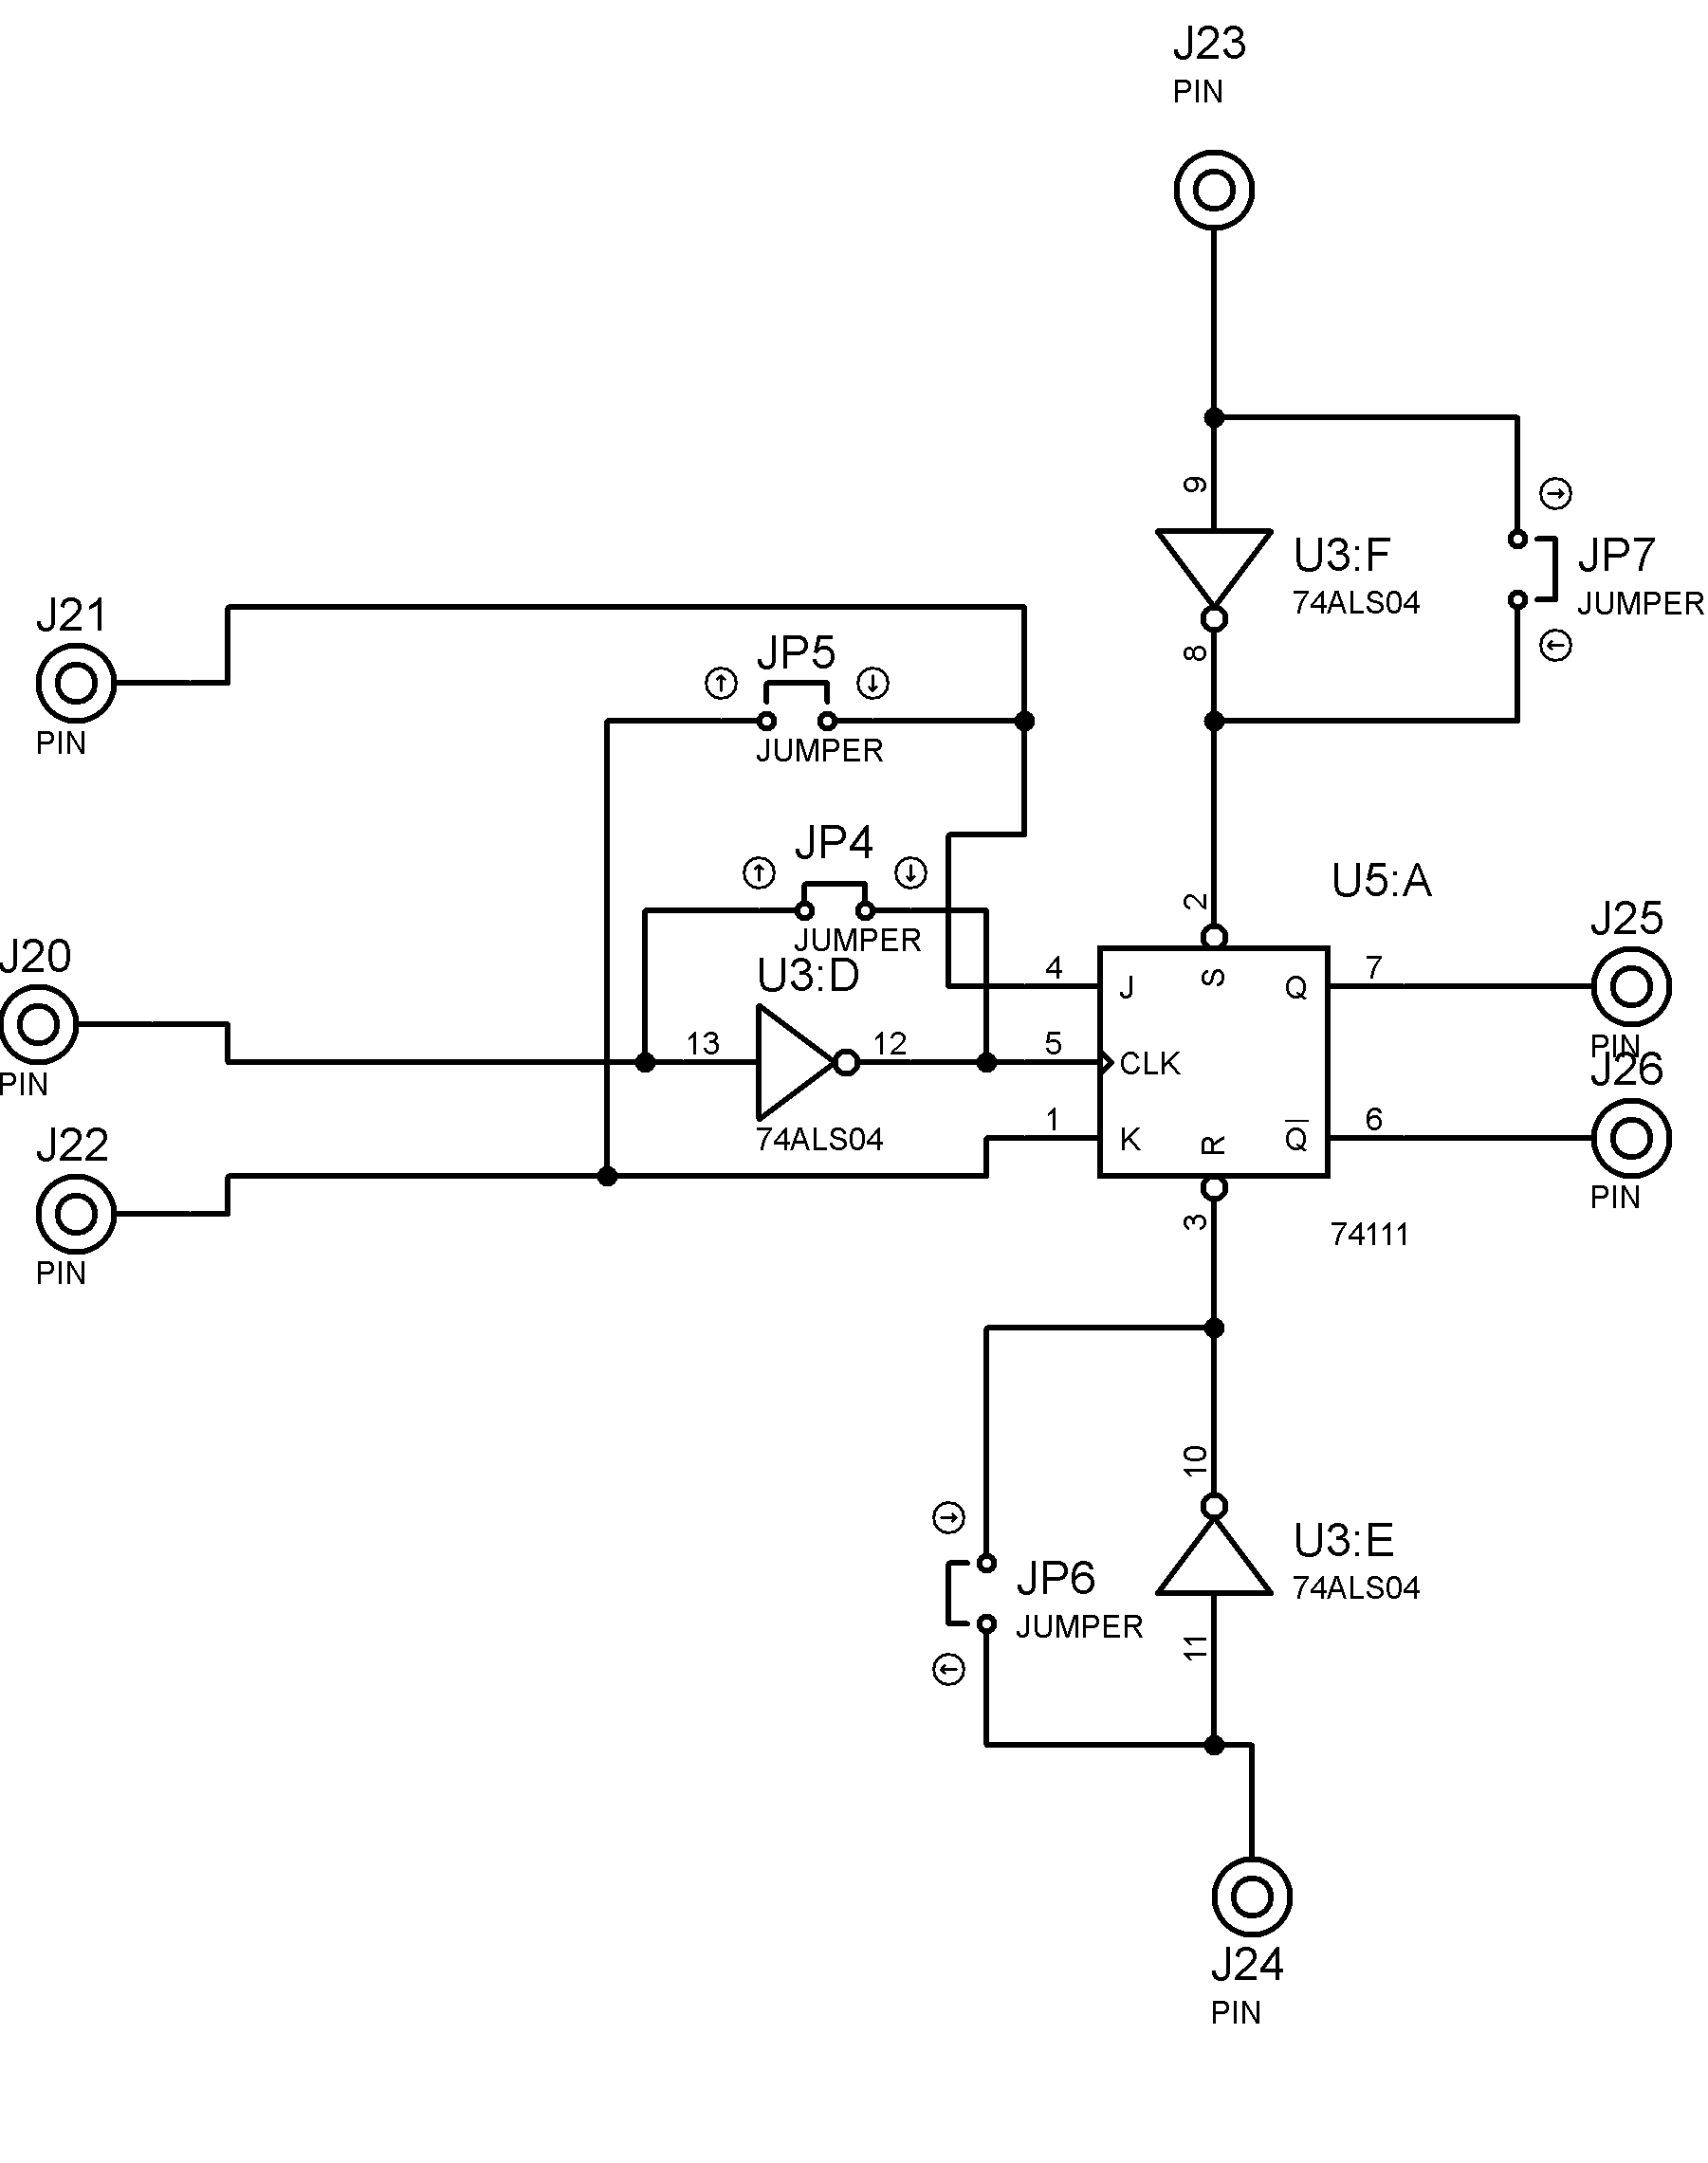 J23
PIN
9
U3:F
74ALS04
JP7
JUMPER
8
J21
PIN
JP5
JUMPER
JP4
JUMPER
U3:D
13
12
74ALS04
J20
PIN
J22
PIN
U5:A
2
4
J
S
Q
7
5
CLK
1
K
R
Q̅
6
3
74111
J25
PIN
J26
PIN
10
U3:E
74ALS04
JP6
JUMPER
11
J24
PIN